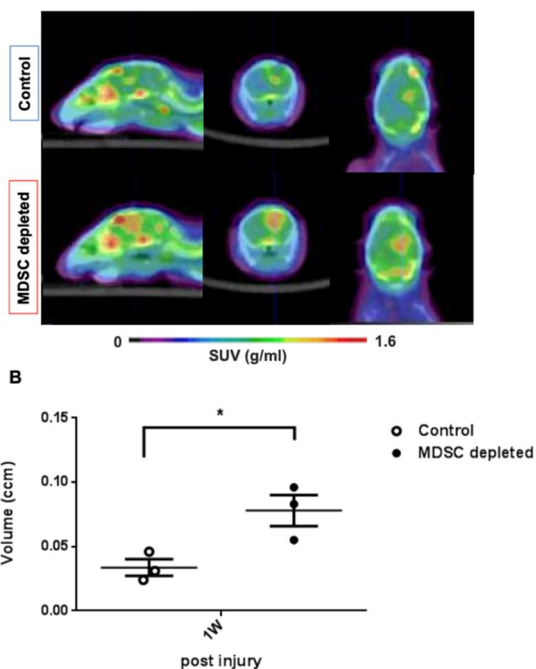 Control
MDSC depleted
0
1.6
SUV (g/ml)
B
*
0.15
0.10
0.05
0.00
Volume (ccm)
1W
post injury
Control
MDSC depleted